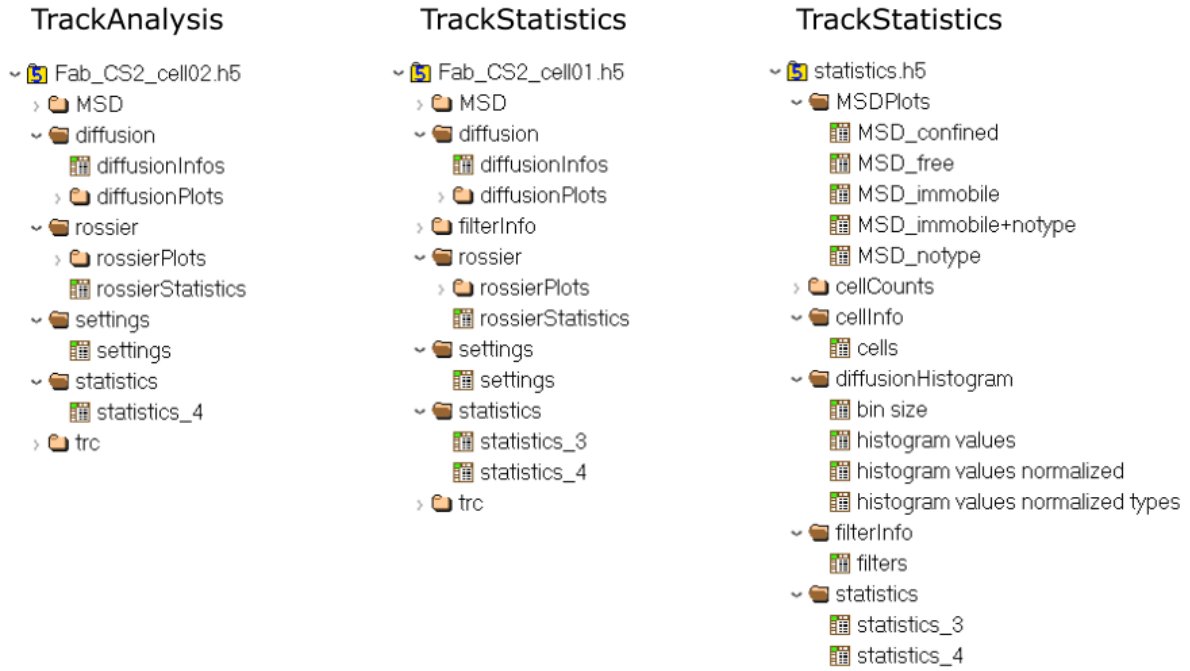 TrackAnalysis
Fab_CS2_cell02.h5
MSD
diffusion
diffusionInfos
diffusionPlots
rossier
rossierPlots
rossierStatistics
settings
settings
statistics
statistics_4
trc
TrackStatistics
Fab_CS2_cell01.h5
MSD
diffusion
diffusionInfos
diffusionPlots
filterInfo
rossier
rossierPlots
rossierStatistics
settings
settings
statistics
statistics_3
statistics_4
trc
TrackStatistics
statistics.h5
MSDPlots
MSD_confined
MSD_free
MSD_immobile
MSD_immobile+notype
MSD_notype
cellCounts
cellInfo
cells
diffusionHistogram
bin size
histogram values
histogram values normalized
histogram values normalized types
filterInfo
filters
statistics
statistics_3
statistics_4